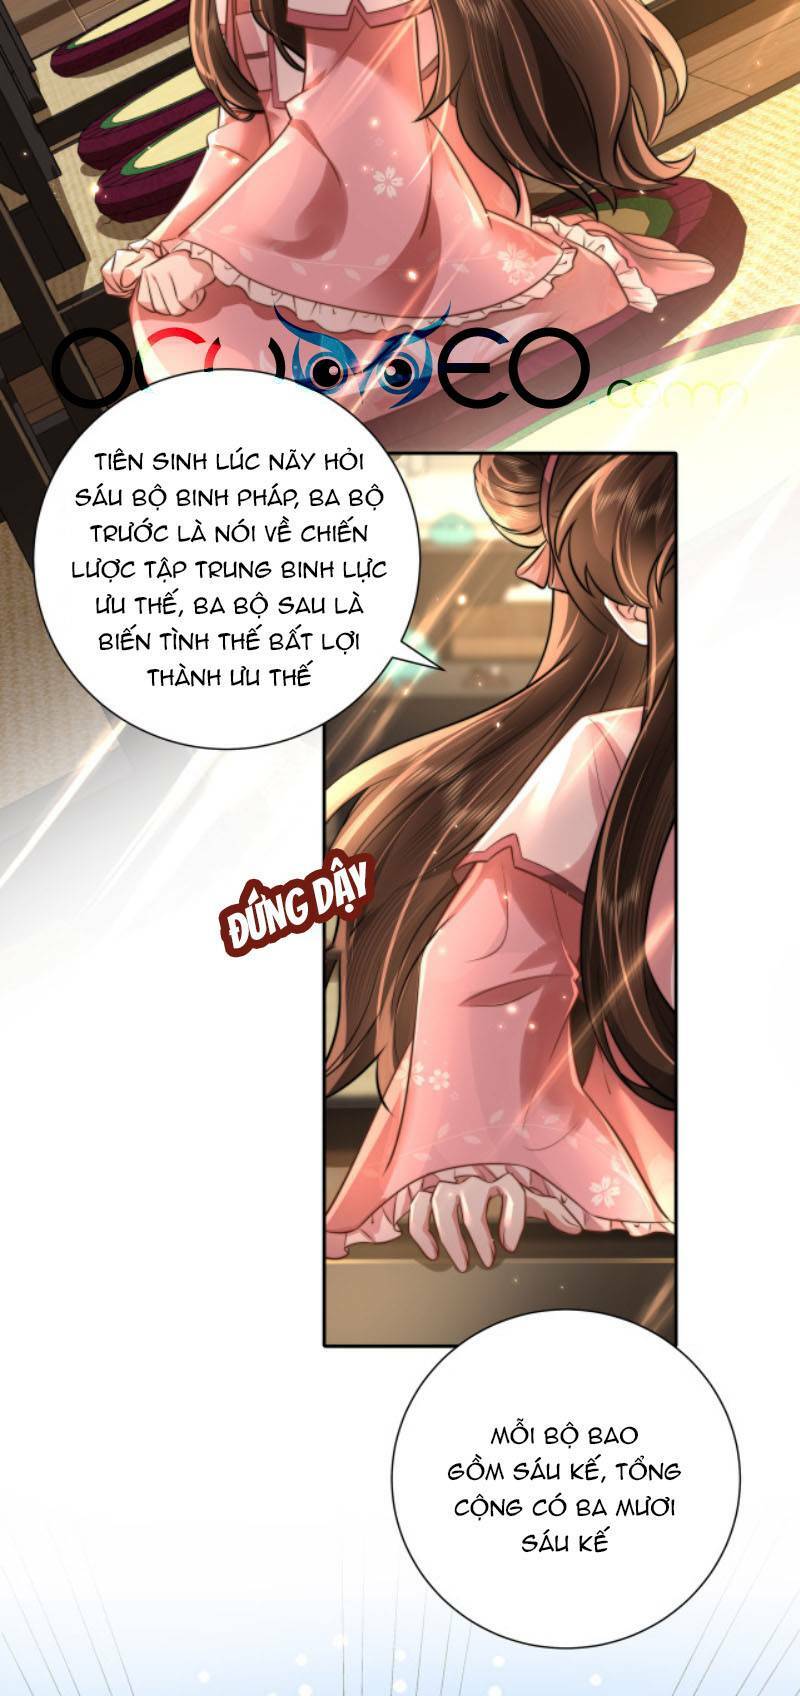 OCUMEO.comm
TIÊN SINH LÚC NÃY HỎI
SÁU BỘ BINH PHÁP, BA BỘ
TRƯỚC LÀ NÓI VỀ CHIẾN
LƯỢC TẬP TRUNG BINH LỰC
ƯU THẾ, BA BỘ SAU LÀ
BIẾN TÌNH THẾ BẤT LỢI
THÀNH ƯU THẾ
ĐỨNG DẬY
MỖI BỘ BAO
GỒM SÁU KẾ, TỔNG
CỘNG CÓ BA MƯƠI
SÁU KẾ